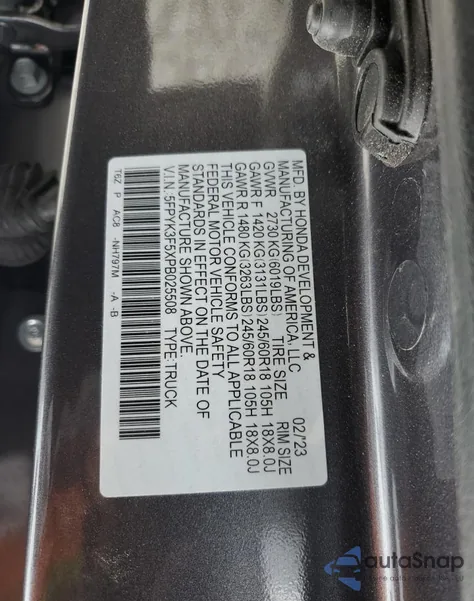 MFD. BY HONDA DEVELOPMENT &
MANUFACTURING OF AMERICA, LLC 02/'23
GVWR 2730 KG (6019LBS) TIRE SIZE RIM SIZE
GAWR F 1420 KG(3131LBS)245/60R18 105H 18X8.0J
GAWR R 1480 KG(3263LBS)245/60R18 105H 18X8.0J
THIS VEHICLE CONFORMS TO ALL APPLICABLE
FEDERAL MOTOR VEHICLE SAFETY
STANDARDS IN EFFECT ON THE DATE OF
MANUFACTURE SHOWN ABOVE.
V.I.N.:5FPYK3F5XPB025508 TYPE:TRUCK
T6Z P AC8 -NH797M -A -B
autaSnap